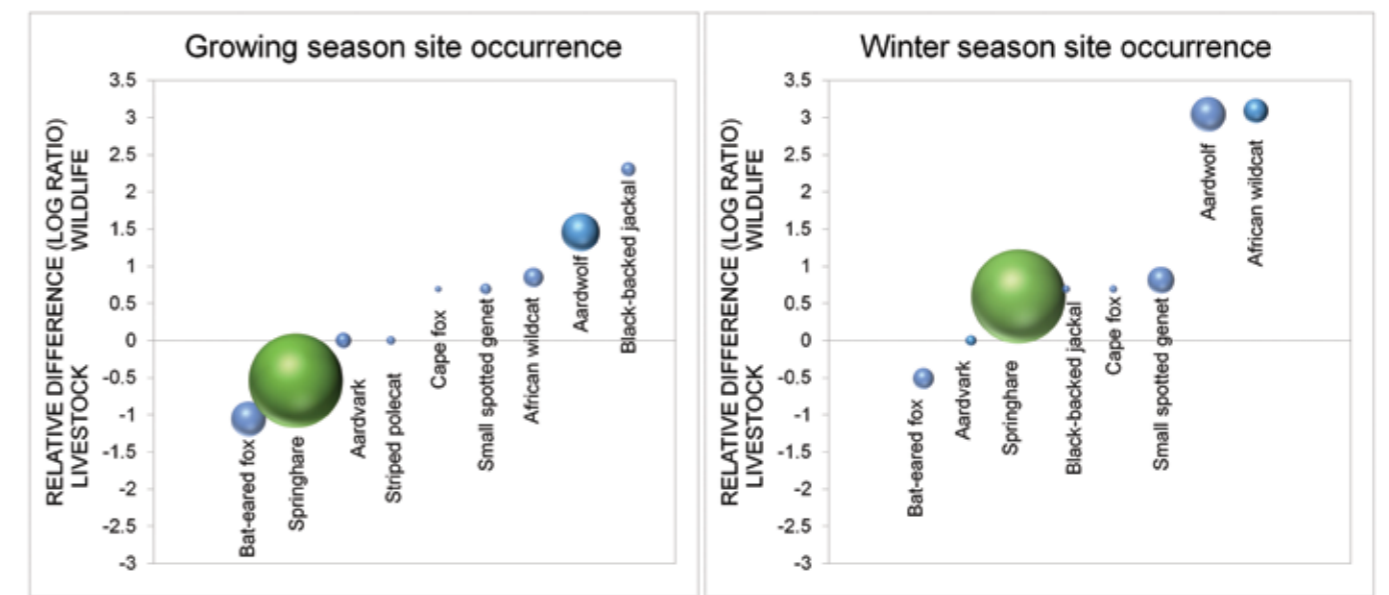 Growing season site occurrence
RELATIVE DIFFERENCE (LOG RATIO)
LIVESTOCK WILDLIFE
3.5
3
2.5
2
1.5
1
0.5
0
-0.5
-1
-1.5
-2
-2.5
-3
Bat-eared fox
Springhare
Aardvark
Striped polecat
Cape fox
Small spotted genet
African wildcat
Aardwolf
Black-backed jackal
Winter season site occurrence
RELATIVE DIFFERENCE (LOG RATIO)
LIVESTOCK WILDLIFE
3.5
3
2.5
2
1.5
1
0.5
0
-0.5
-1
-1.5
-2
-2.5
-3
Bat-eared fox
Aardvark
Springhare
Black-backed jackal
Cape fox
Small spotted genet
Aardwolf
African wildcat